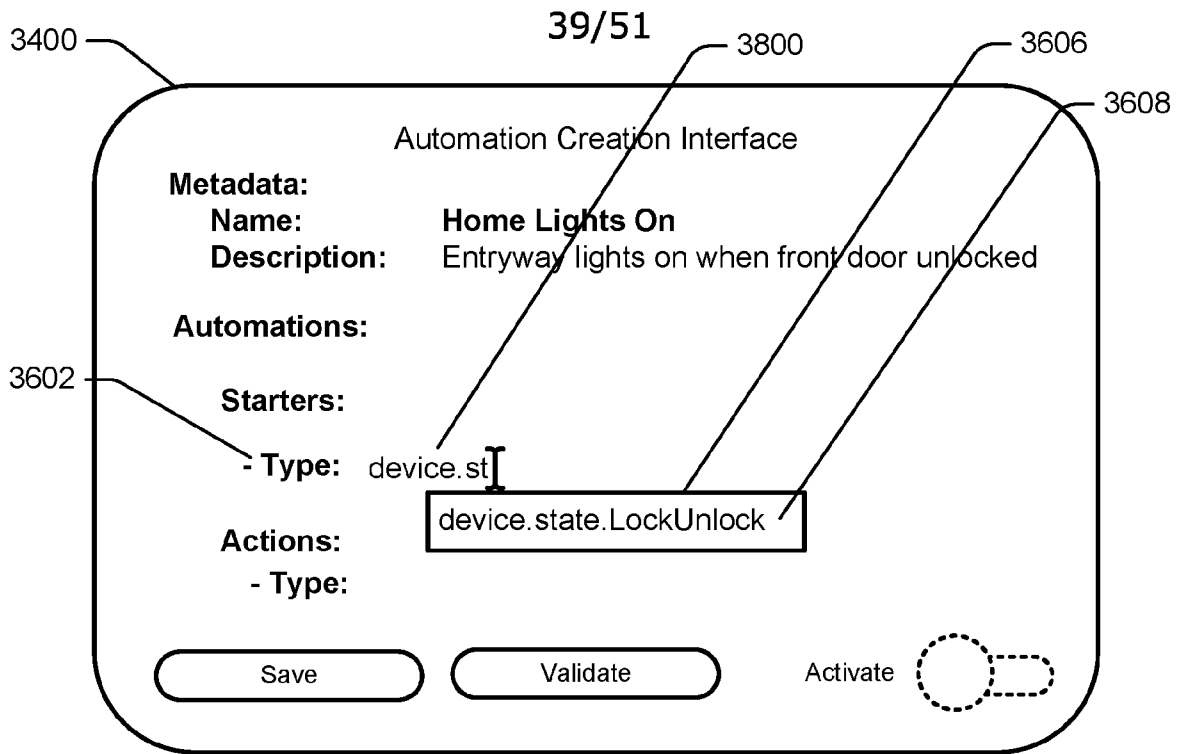 39/51
3400
3800
3606
3608
Automation Creation Interface
Metadata:
Name: Home Lights On
Description: Entryway lights on when front door unlocked
Automations:
3602
Starters:
- Type: device.st
device.state.LockUnlock
Actions:
- Type:
Save Validate Activate